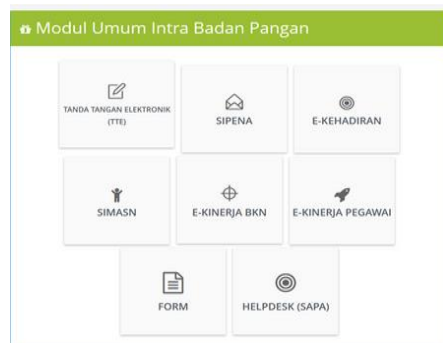 Modul Umum Intra Badan Pangan
TANDA TANGAN ELEKTRONIK
(TTE)
SIPENA
E-KEHADIRAN
SIMASN
E-KINERJA BKN
E-KINERJA PEGAWAI
FORM
HELPDESK (SAPA)